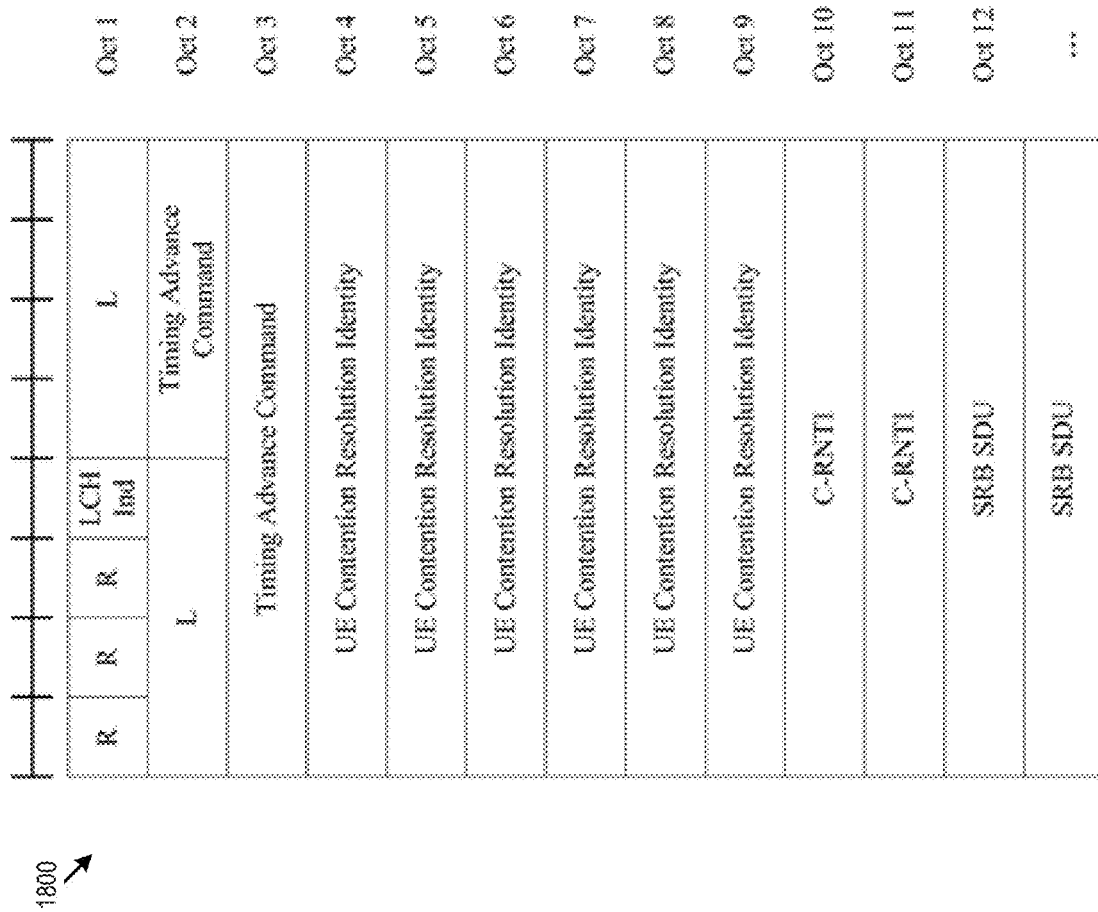 1800
R R R LCH Ind L Oct 1
L Timing Advance Command Oct 2
Timing Advance Command Oct 3
UE Contention Resolution Identity Oct 4
UE Contention Resolution Identity Oct 5
UE Contention Resolution Identity Oct 6
UE Contention Resolution Identity Oct 7
UE Contention Resolution Identity Oct 8
UE Contention Resolution Identity Oct 9
C-RNTI Oct 10
C-RNTI Oct 11
SRB SDU Oct 12
SRB SDU ...